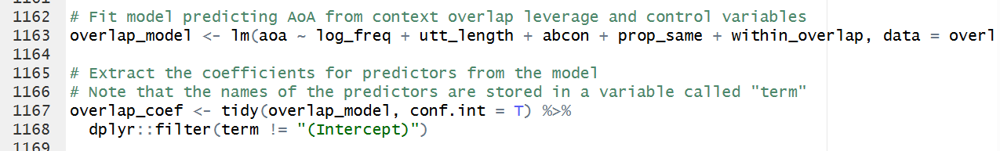 1161
1162 # Fit model predicting AoA from context overlap leverage and control variables
1163 overlap_model <- lm(aoa ~ log_freq + utt_length + abcon + prop_same + within_overlap, data = overl
1164
1165 # Extract the coefficients for predictors from the model
1166 # Note that the names of the predictors are stored in a variable called "term"
1167 overlap_coef <- tidy(overlap_model, conf.int = T) %>%
1168 dplyr::filter(term != "(Intercept)")
1169